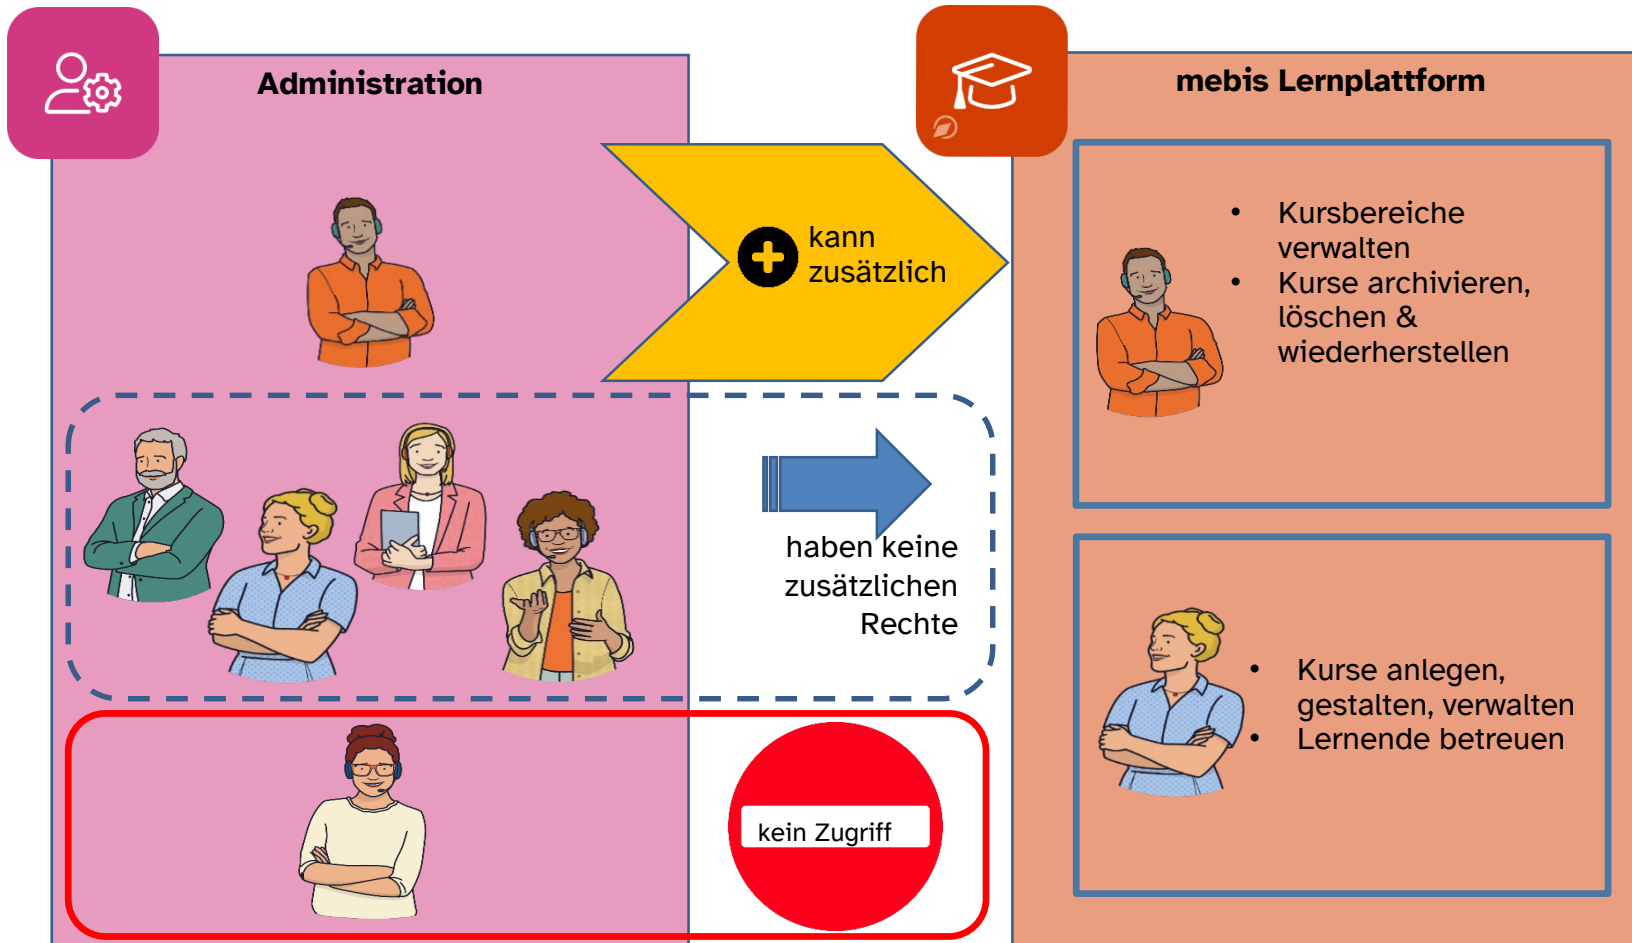 Administration
kann
zusätzlich
haben keine
zusätzlichen
Rechte
kein Zugriff
mebis Lernplattform
• Kursbereiche
verwalten
• Kurse archivieren,
löschen &
wiederherstellen
• Kurse anlegen,
gestalten, verwalten
• Lernende betreuen